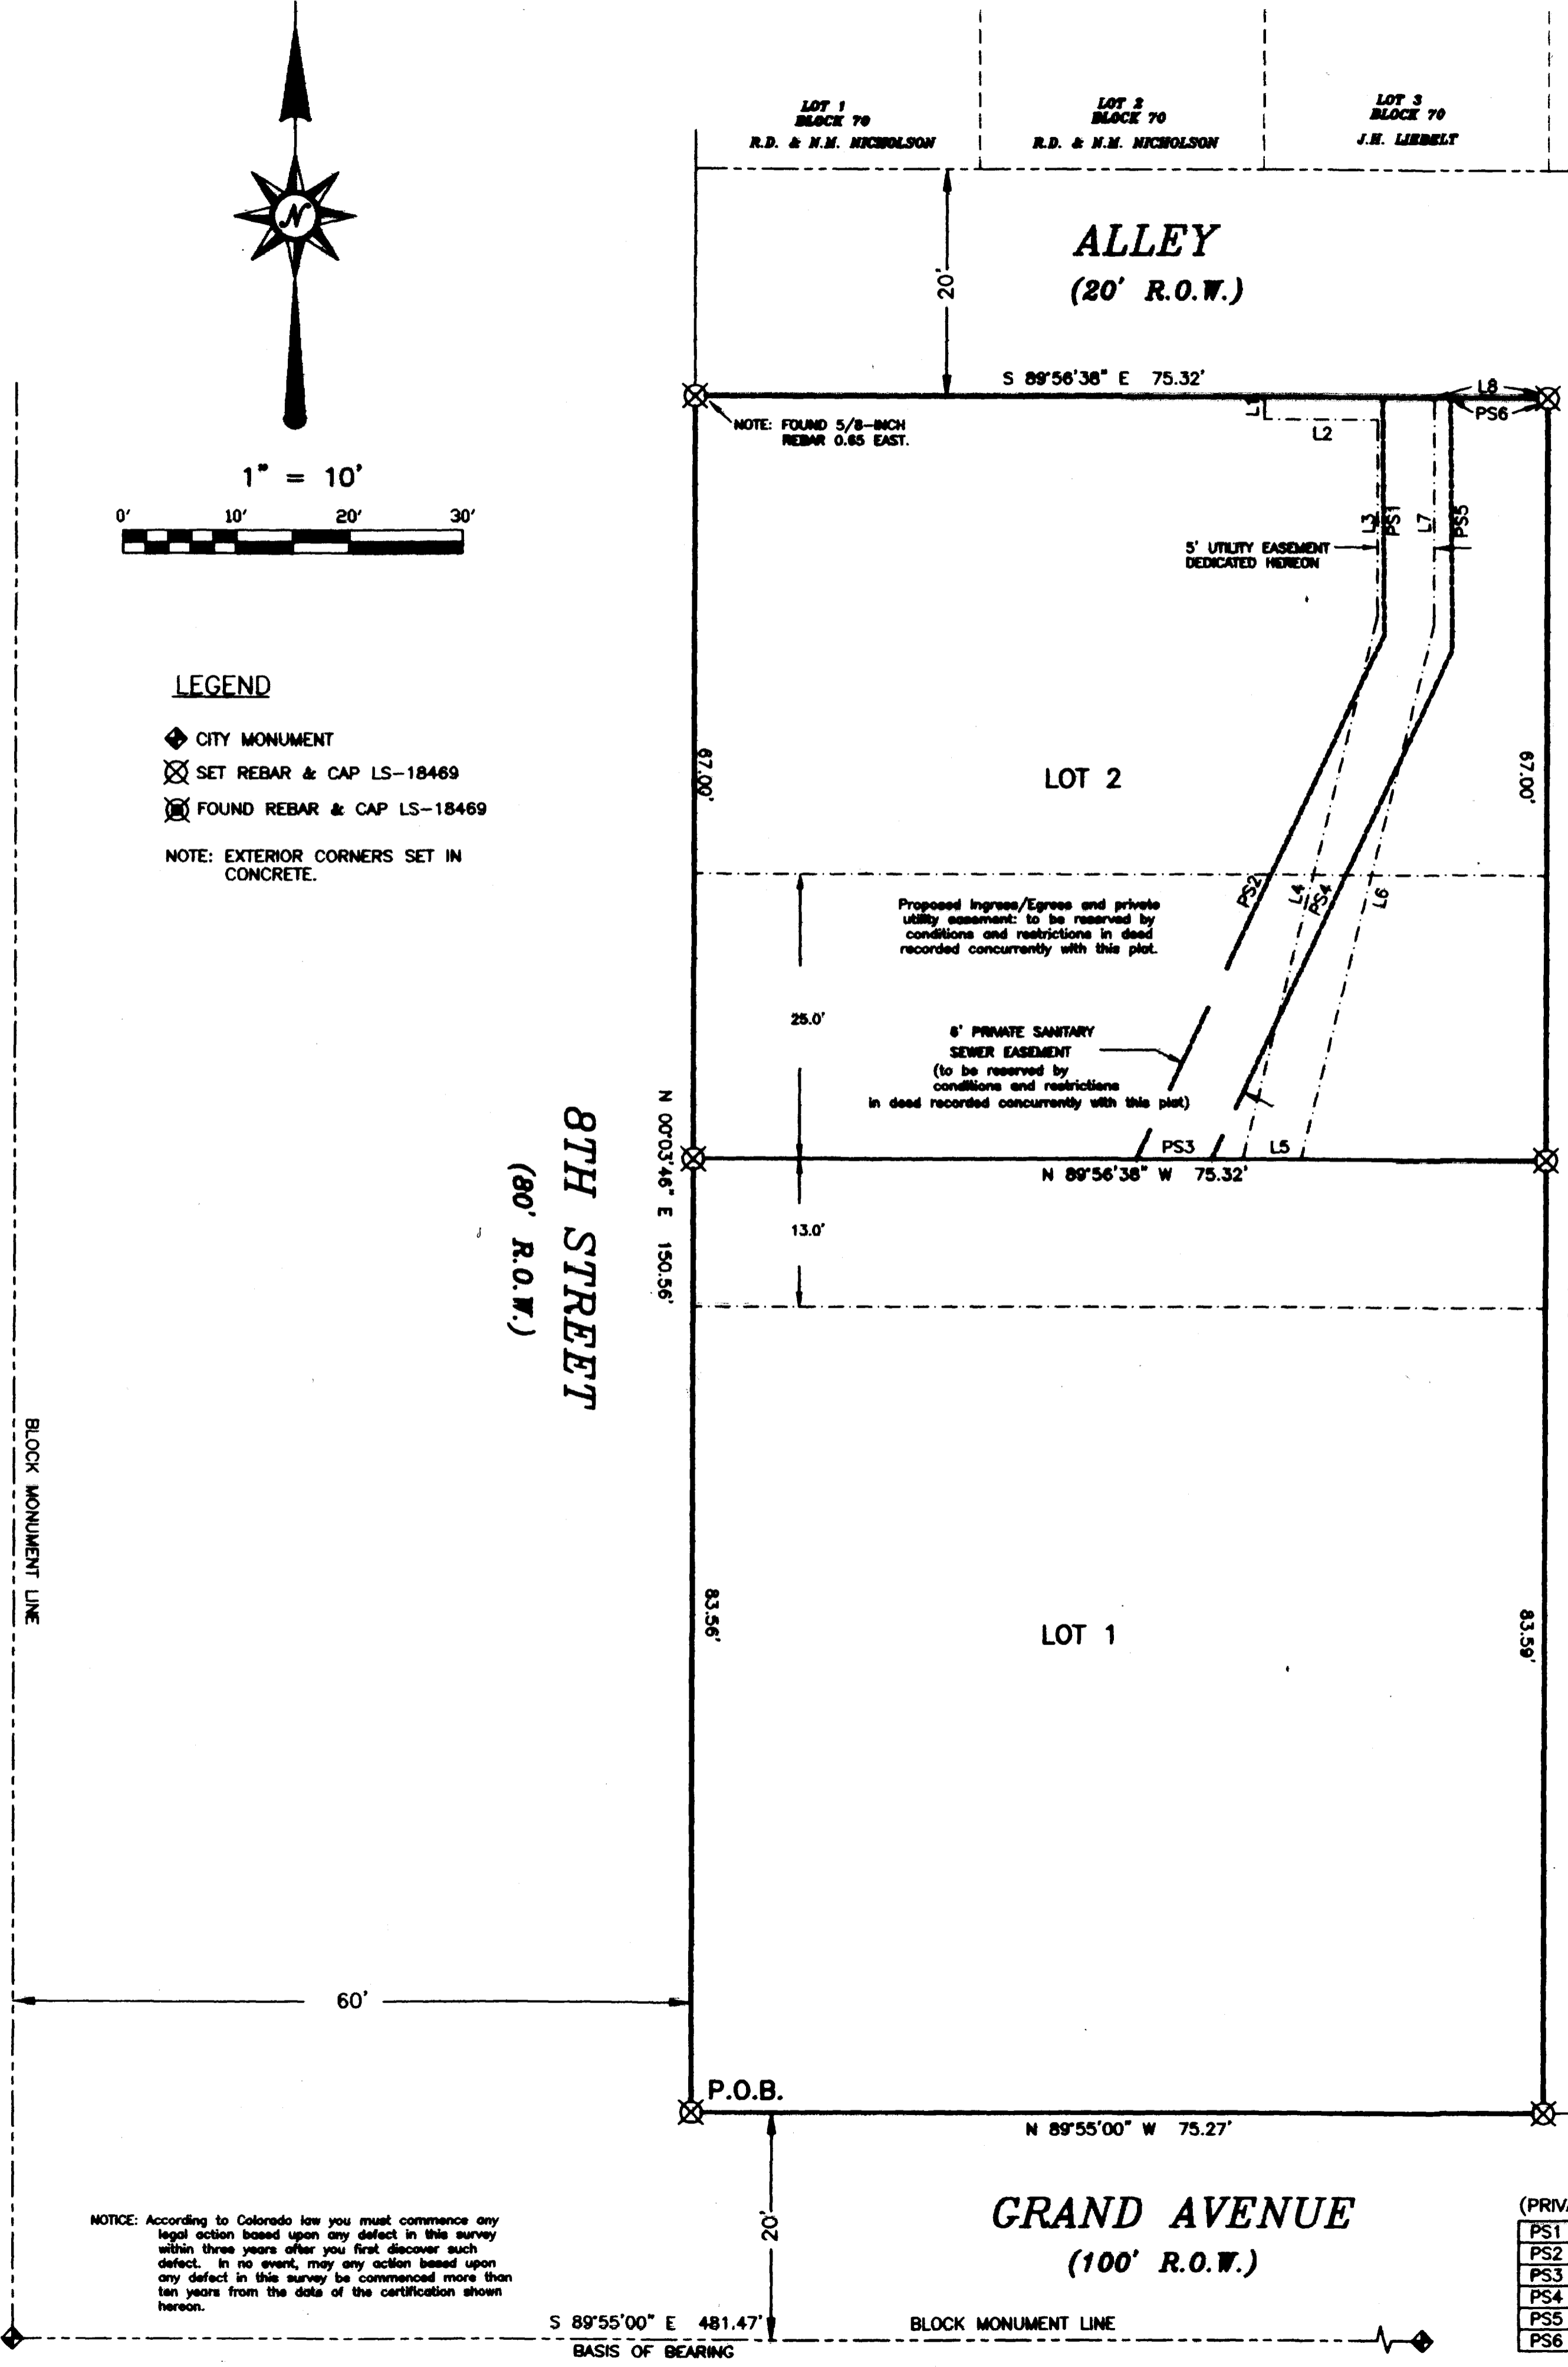 LOT 1
BLOCK 70
R.D. & N.M. NICHOLSON
LOT 2
BLOCK 70
R.D. & N.M. NICHOLSON
LOT 3
BLOCK 70
J.H. LIEBELT
N
ALLEY
(20' R.O.W.)
20'
S 89°56'38" E 75.32'
L8
PS6
NOTE: FOUND 5/8-INCH
REBAR 0.65 EAST.
L1
L2
1" = 10'
0' 10' 20' 30'
L3
PS1
L7
PS5
5' UTILITY EASEMENT
DEDICATED HEREON
LEGEND
CITY MONUMENT
SET REBAR & CAP LS-18469
FOUND REBAR & CAP LS-18469
NOTE: EXTERIOR CORNERS SET IN
CONCRETE.
67.00'
LOT 2
67.00'
PS2
L4
PS4
L6
Proposed Ingress/Egress and private
utility easement: to be reserved by
conditions and restrictions in deed
recorded concurrently with this plat.
25.0'
6' PRIVATE SANITARY
SEWER EASEMENT
(to be reserved by
conditions and restrictions
in deed recorded concurrently with this plat)
PS3
L5
N 89°56'38" W 75.32'
8TH STREET
(80' R.O.W.)
N 00°03'46" E 150.56'
13.0'
BLOCK MONUMENT LINE
83.56'
LOT 1
83.59'
60'
P.O.B.
N 89°55'00" W 75.27'
NOTICE: According to Colorado law you must commence any
legal action based upon any defect in this survey
within three years after you first discover such
defect. In no event, may any action based upon
any defect in this survey be commenced more than
ten years from the date of the certification shown
hereon.
20'
GRAND AVENUE
(100' R.O.W.)
S 89°55'00" E 481.47'
BASIS OF BEARING
BLOCK MONUMENT LINE
(PRIVA
PS1
PS2
PS3
PS4
PS5
PS6